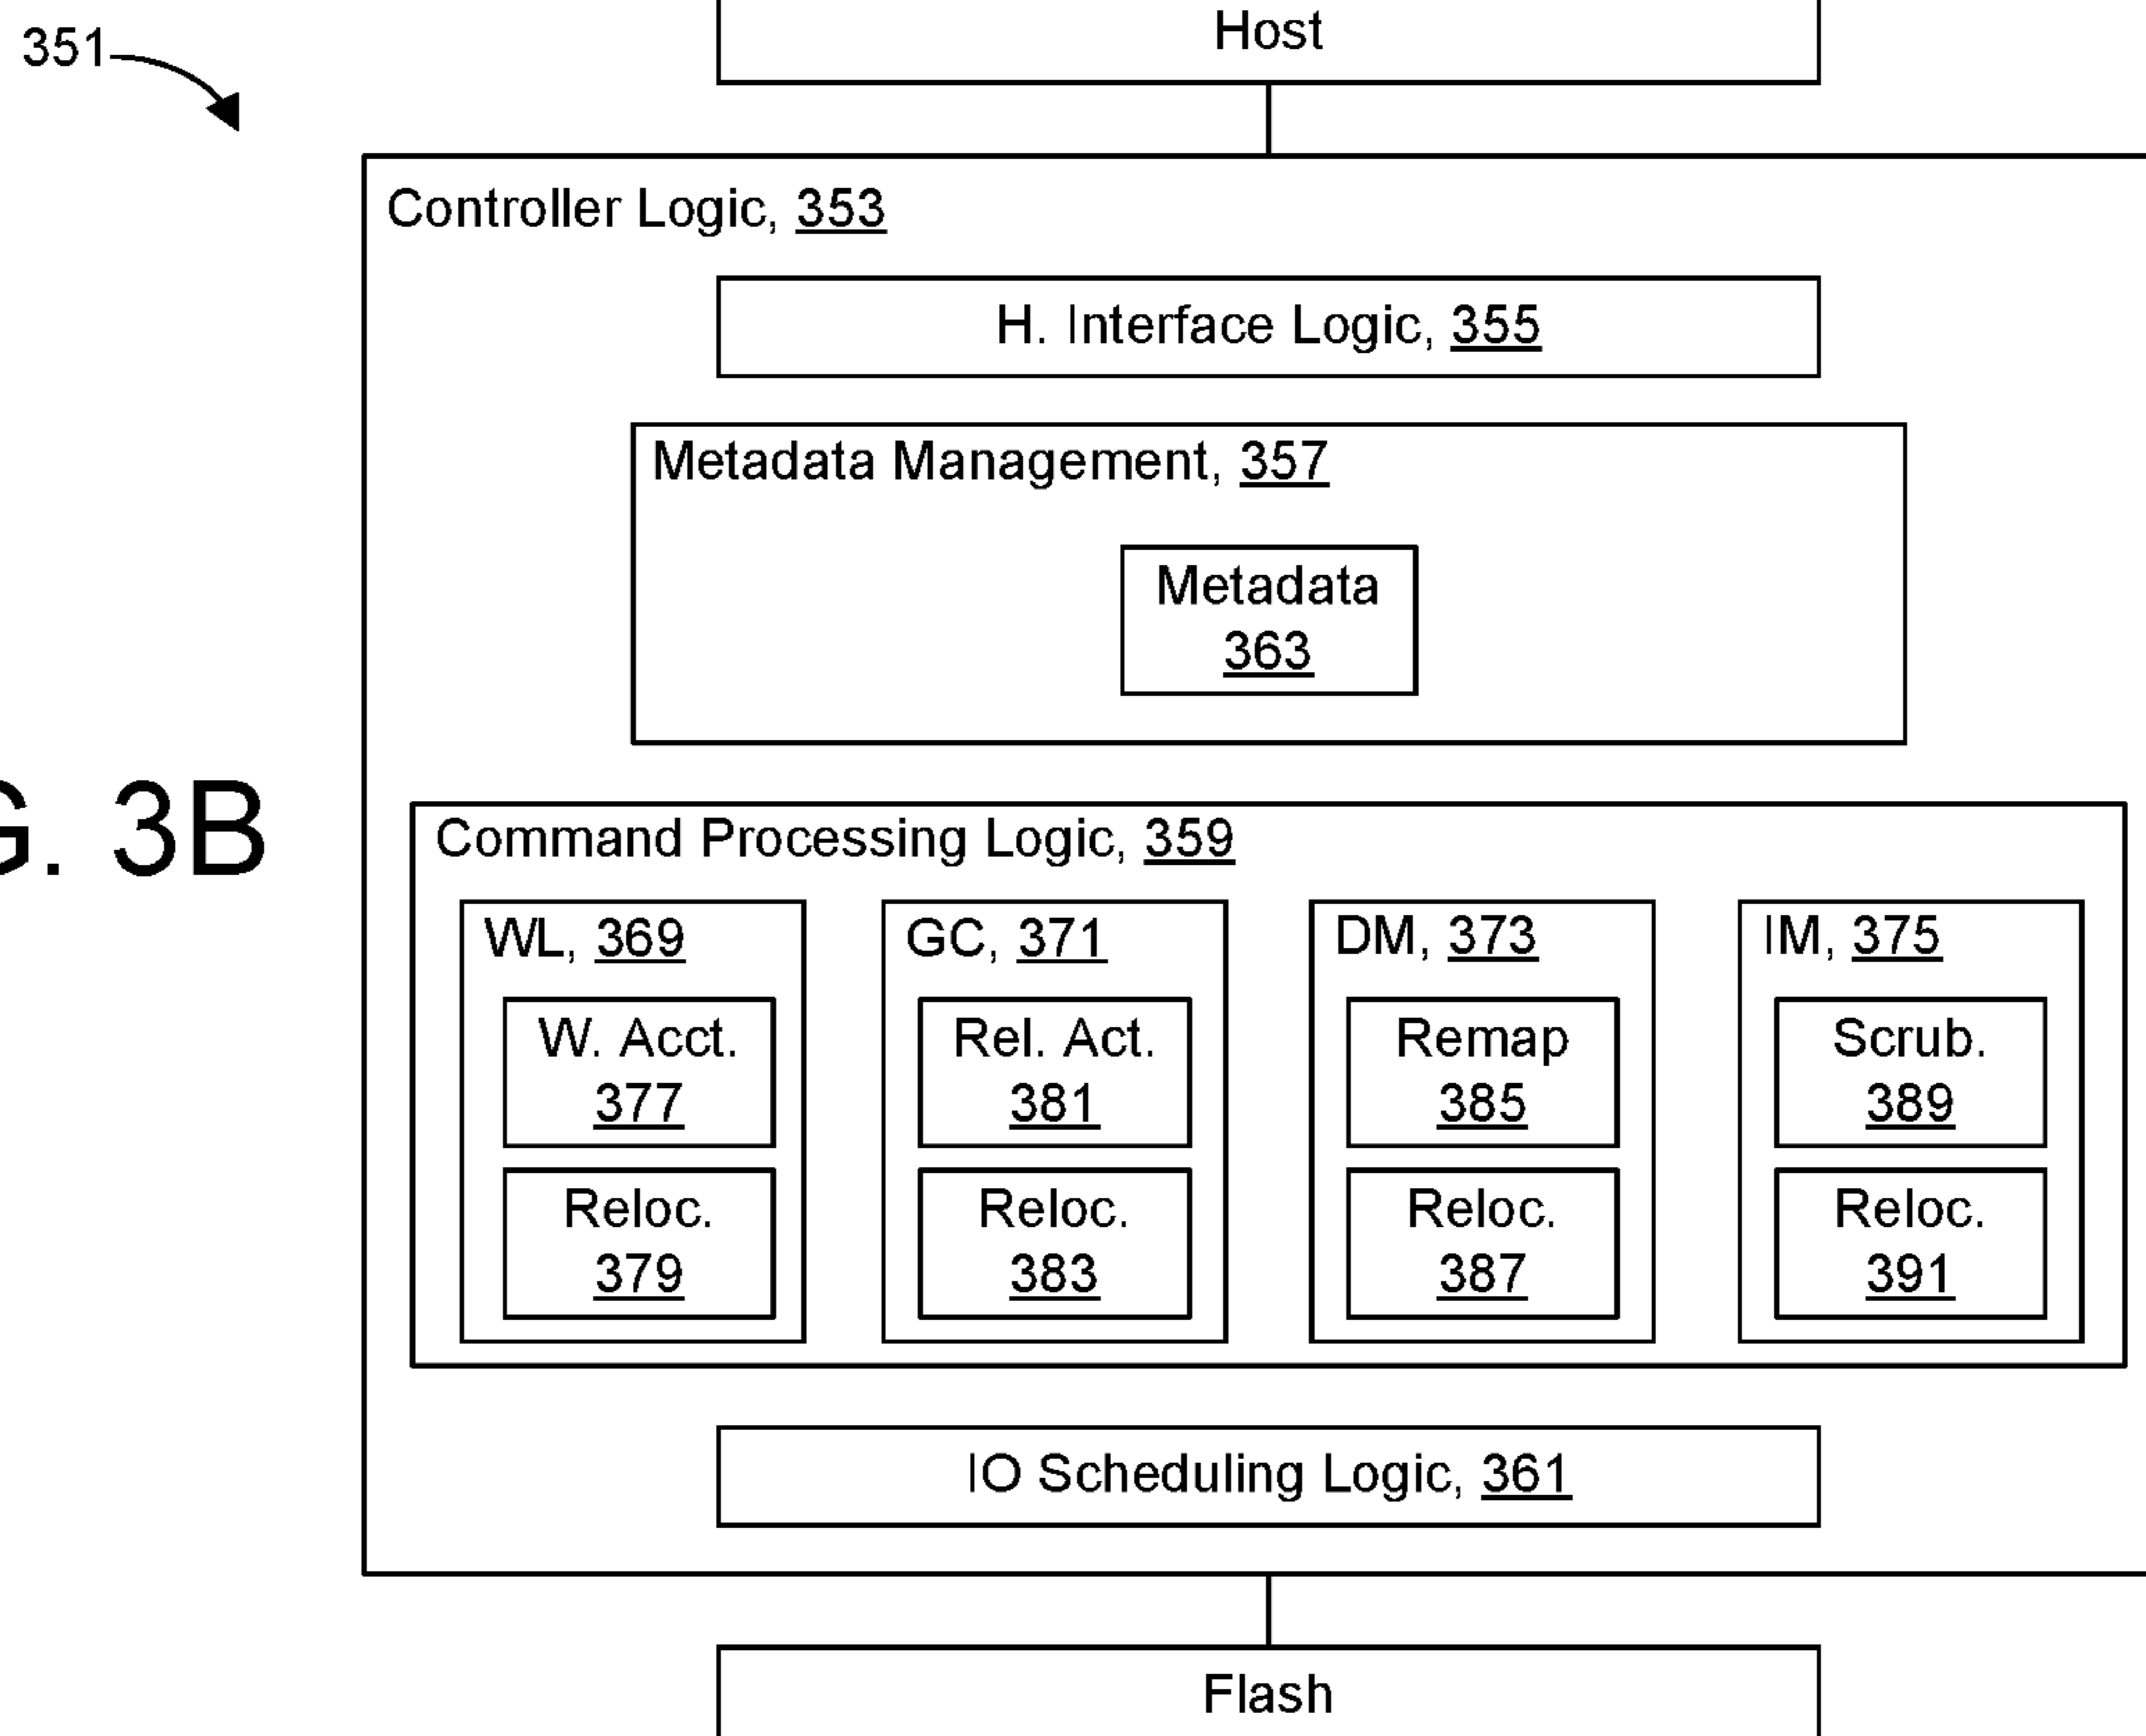 Host
351
Controller Logic, 353
H. Interface Logic, 355
Metadata Management, 357
Metadata
363
G. 3B
Command Processing Logic, 359
WL, 369
W. Acct.
377
Reloc.
379
GC, 371
Rel. Act.
381
Reloc.
383
DM, 373
Remap
385
Reloc.
387
IM, 375
Scrub.
389
Reloc.
391
IO Scheduling Logic, 361
Flash